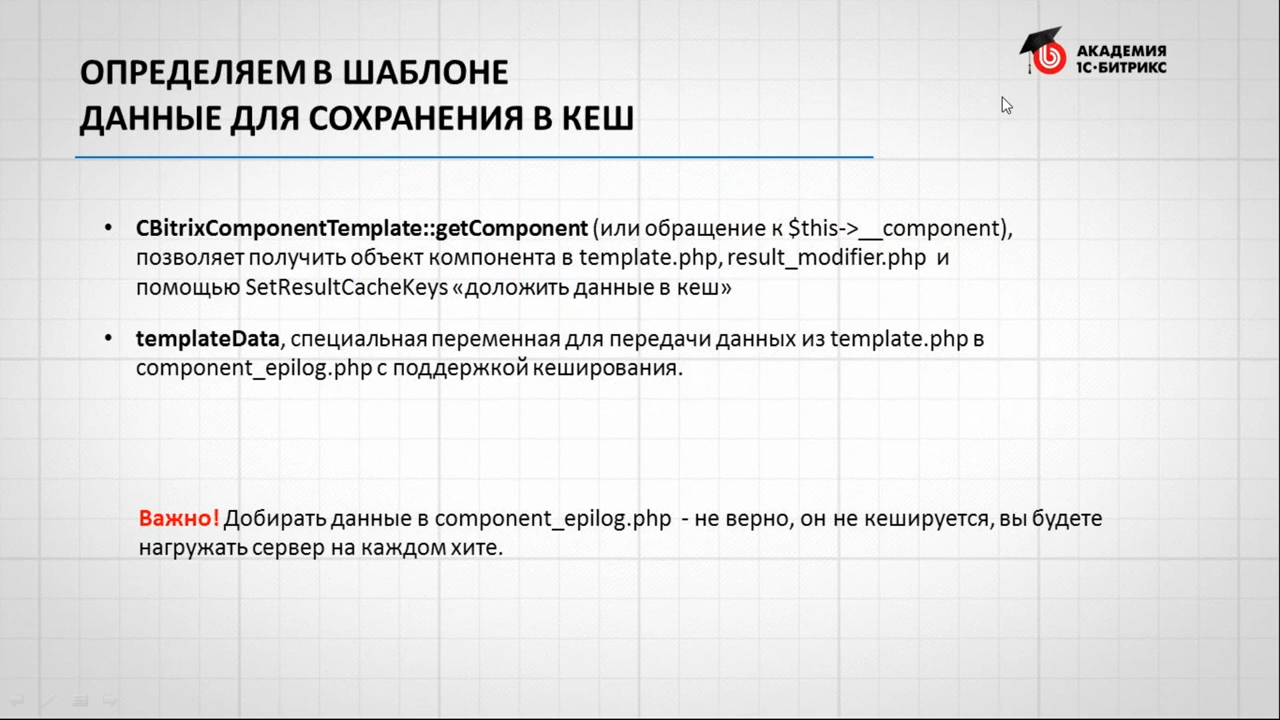 АКАДЕМИЯ
1С·БИТРИКС
ОПРЕДЕЛЯЕМ В ШАБЛОНЕ
ДАННЫЕ ДЛЯ СОХРАНЕНИЯ В КЕШ
• CBitrixComponentTemplate::getComponent (или обращение к $this->__component),
позволяет получить объект компонента в template.php, result_modifier.php и
помощью SetResultCacheKeys «доложить данные в кеш»
• templateData, специальная переменная для передачи данных из template.php в
component_epilog.php с поддержкой кеширования.
Важно! Добирать данные в component_epilog.php - не верно, он не кешируется, вы будете
нагружать сервер на каждом хите.